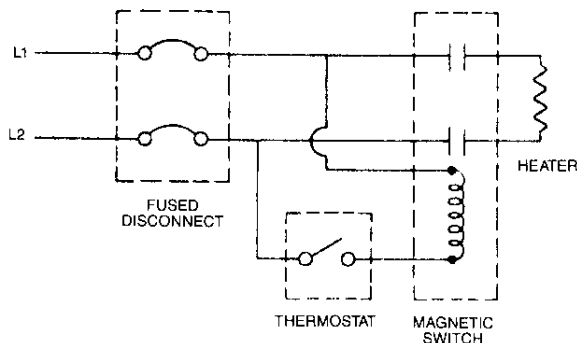 L1
L2
FUSED
DISCONNECT
HEATER
THERMOSTAT
MAGNETIC
SWITCH